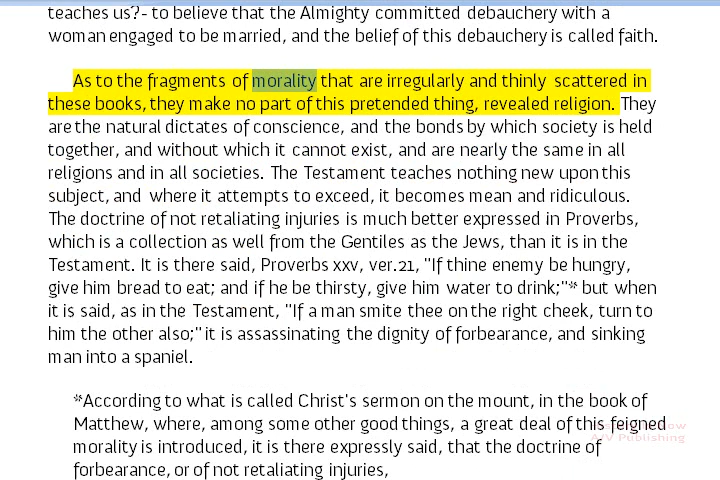 teaches us?- to believe that the Almighty committed debauchery with a
woman engaged to be married, and the belief of this debauchery is called faith.
As to the fragments of morality that are irregularly and thinly scattered in
these books, they make no part of this pretended thing, revealed religion. They
are the natural dictates of conscience, and the bonds by which society is held
together, and without which it cannot exist, and are nearly the same in all
religions and in all societies. The Testament teaches nothing new upon this
subject, and where it attempts to exceed, it becomes mean and ridiculous.
The doctrine of not retaliating injuries is much better expressed in Proverbs,
which is a collection as well from the Gentiles as the Jews, than it is in the
Testament. It is there said, Proverbs xxv, ver.21, "If thine enemy be hungry,
give him bread to eat; and if he be thirsty, give him water to drink;"* but when
it is said, as in the Testament, "If a man smite thee on the right cheek, turn to
him the other also;" it is assassinating the dignity of forbearance, and sinking
man into a spaniel.
*According to what is called Christ's sermon on the mount, in the book of
Matthew, where, among some other good things, a great deal of this feigned
morality is introduced, it is there expressly said, that the doctrine of
forbearance, or of not retaliating injuries,
Publishing